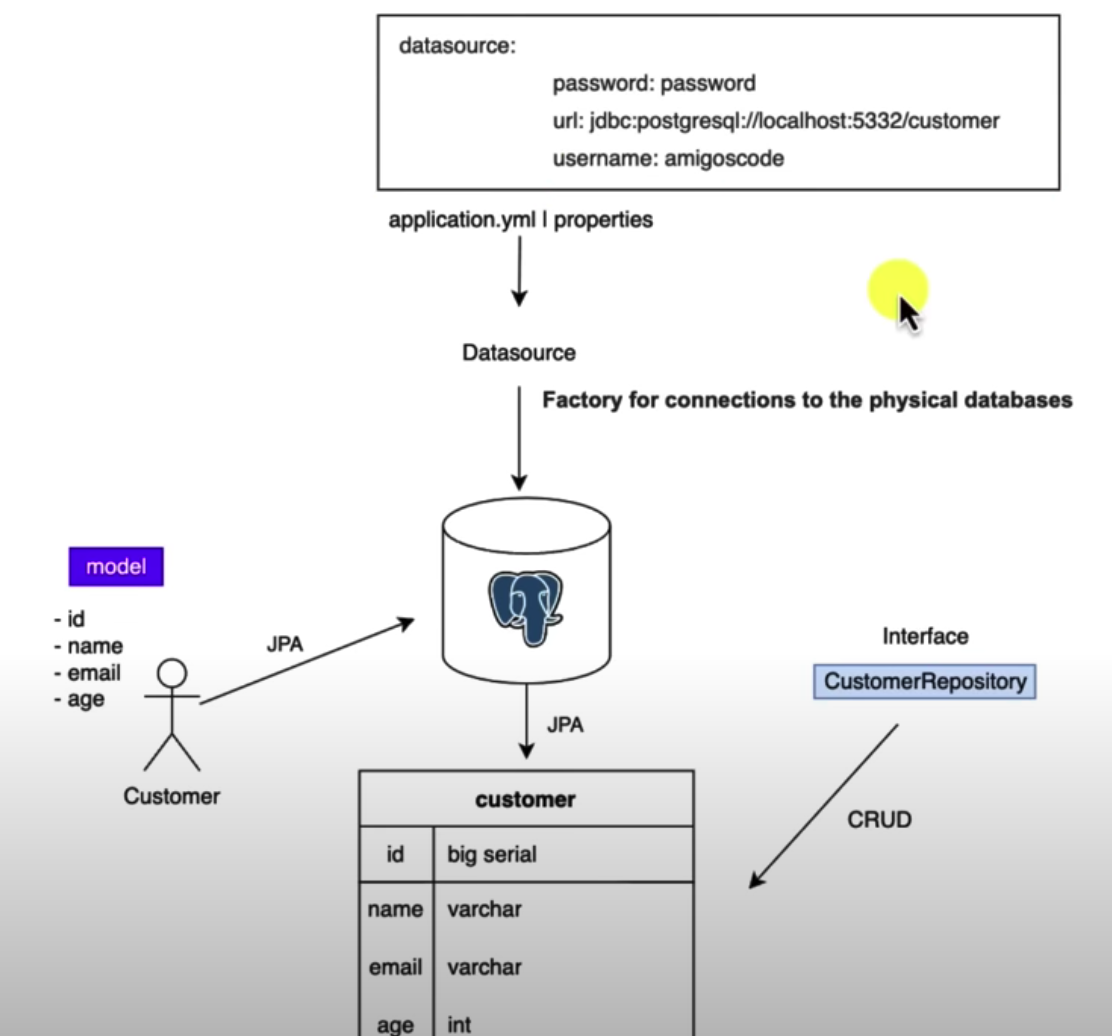 datasource:
password: password
url: jdbc:postgresql://localhost:5332/customer
username: amigoscode
application.yml | properties
Datasource
Factory for connections to the physical databases
model
- id
- name
- email
- age
JPA
Customer
Interface
CustomerRepository
JPA
CRUD
customer
id big serial
name varchar
email varchar
age int